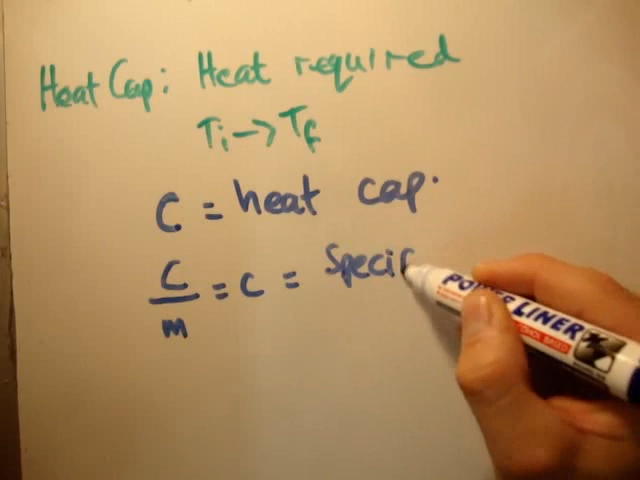 Heat Cap: Heat required
Ti → Tf
C = heat cap.
C/m = c = Specif
POWER LINER